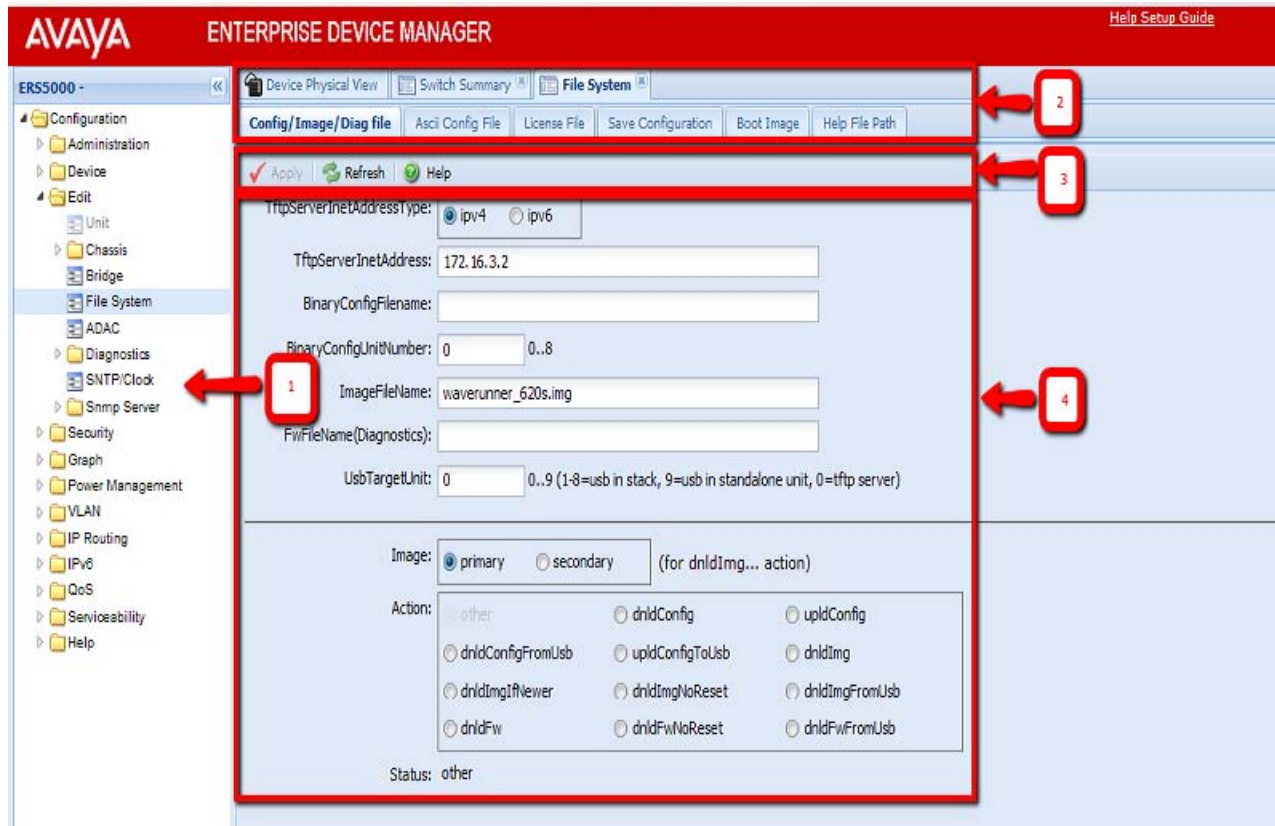 AVAYA ENTERPRISE DEVICE MANAGER
Help Setup Guide
ERS5000 -
Configuration
Administration
Device
Edit
Unit
Chassis
Bridge
File System
ADAC
Diagnostics
SNTP/Clock
Snmp Server
Security
Graph
Power Management
VLAN
IP Routing
IPv6
QoS
Serviceability
Help
1
Device Physical View Switch Summary File System
2
Config/Image/Diag file Ascii Config File License File Save Configuration Boot Image Help File Path
Apply Refresh Help
3
TftpServerInetAddressType: ipv4 ipv6
TftpServerInetAddress: 172.16.3.2
BinaryConfigFilename:
BinaryConfigUnitNumber: 0 0..8
ImageFileName: waverunner_620s.img
4
FwFileName(Diagnostics):
UsbTargetUnit: 0 0..9 (1-8=usb in stack, 9=usb in standalone unit, 0=tftp server)
Image: primary secondary (for dnldImg... action)
Action: other dnldConfig upldConfig
dnldConfigFromUsb upldConfigToUsb dnldImg
dnldImgIfNewer dnldImgNoReset dnldImgFromUsb
dnldFw dnldFwNoReset dnldFwFromUsb
Status: other